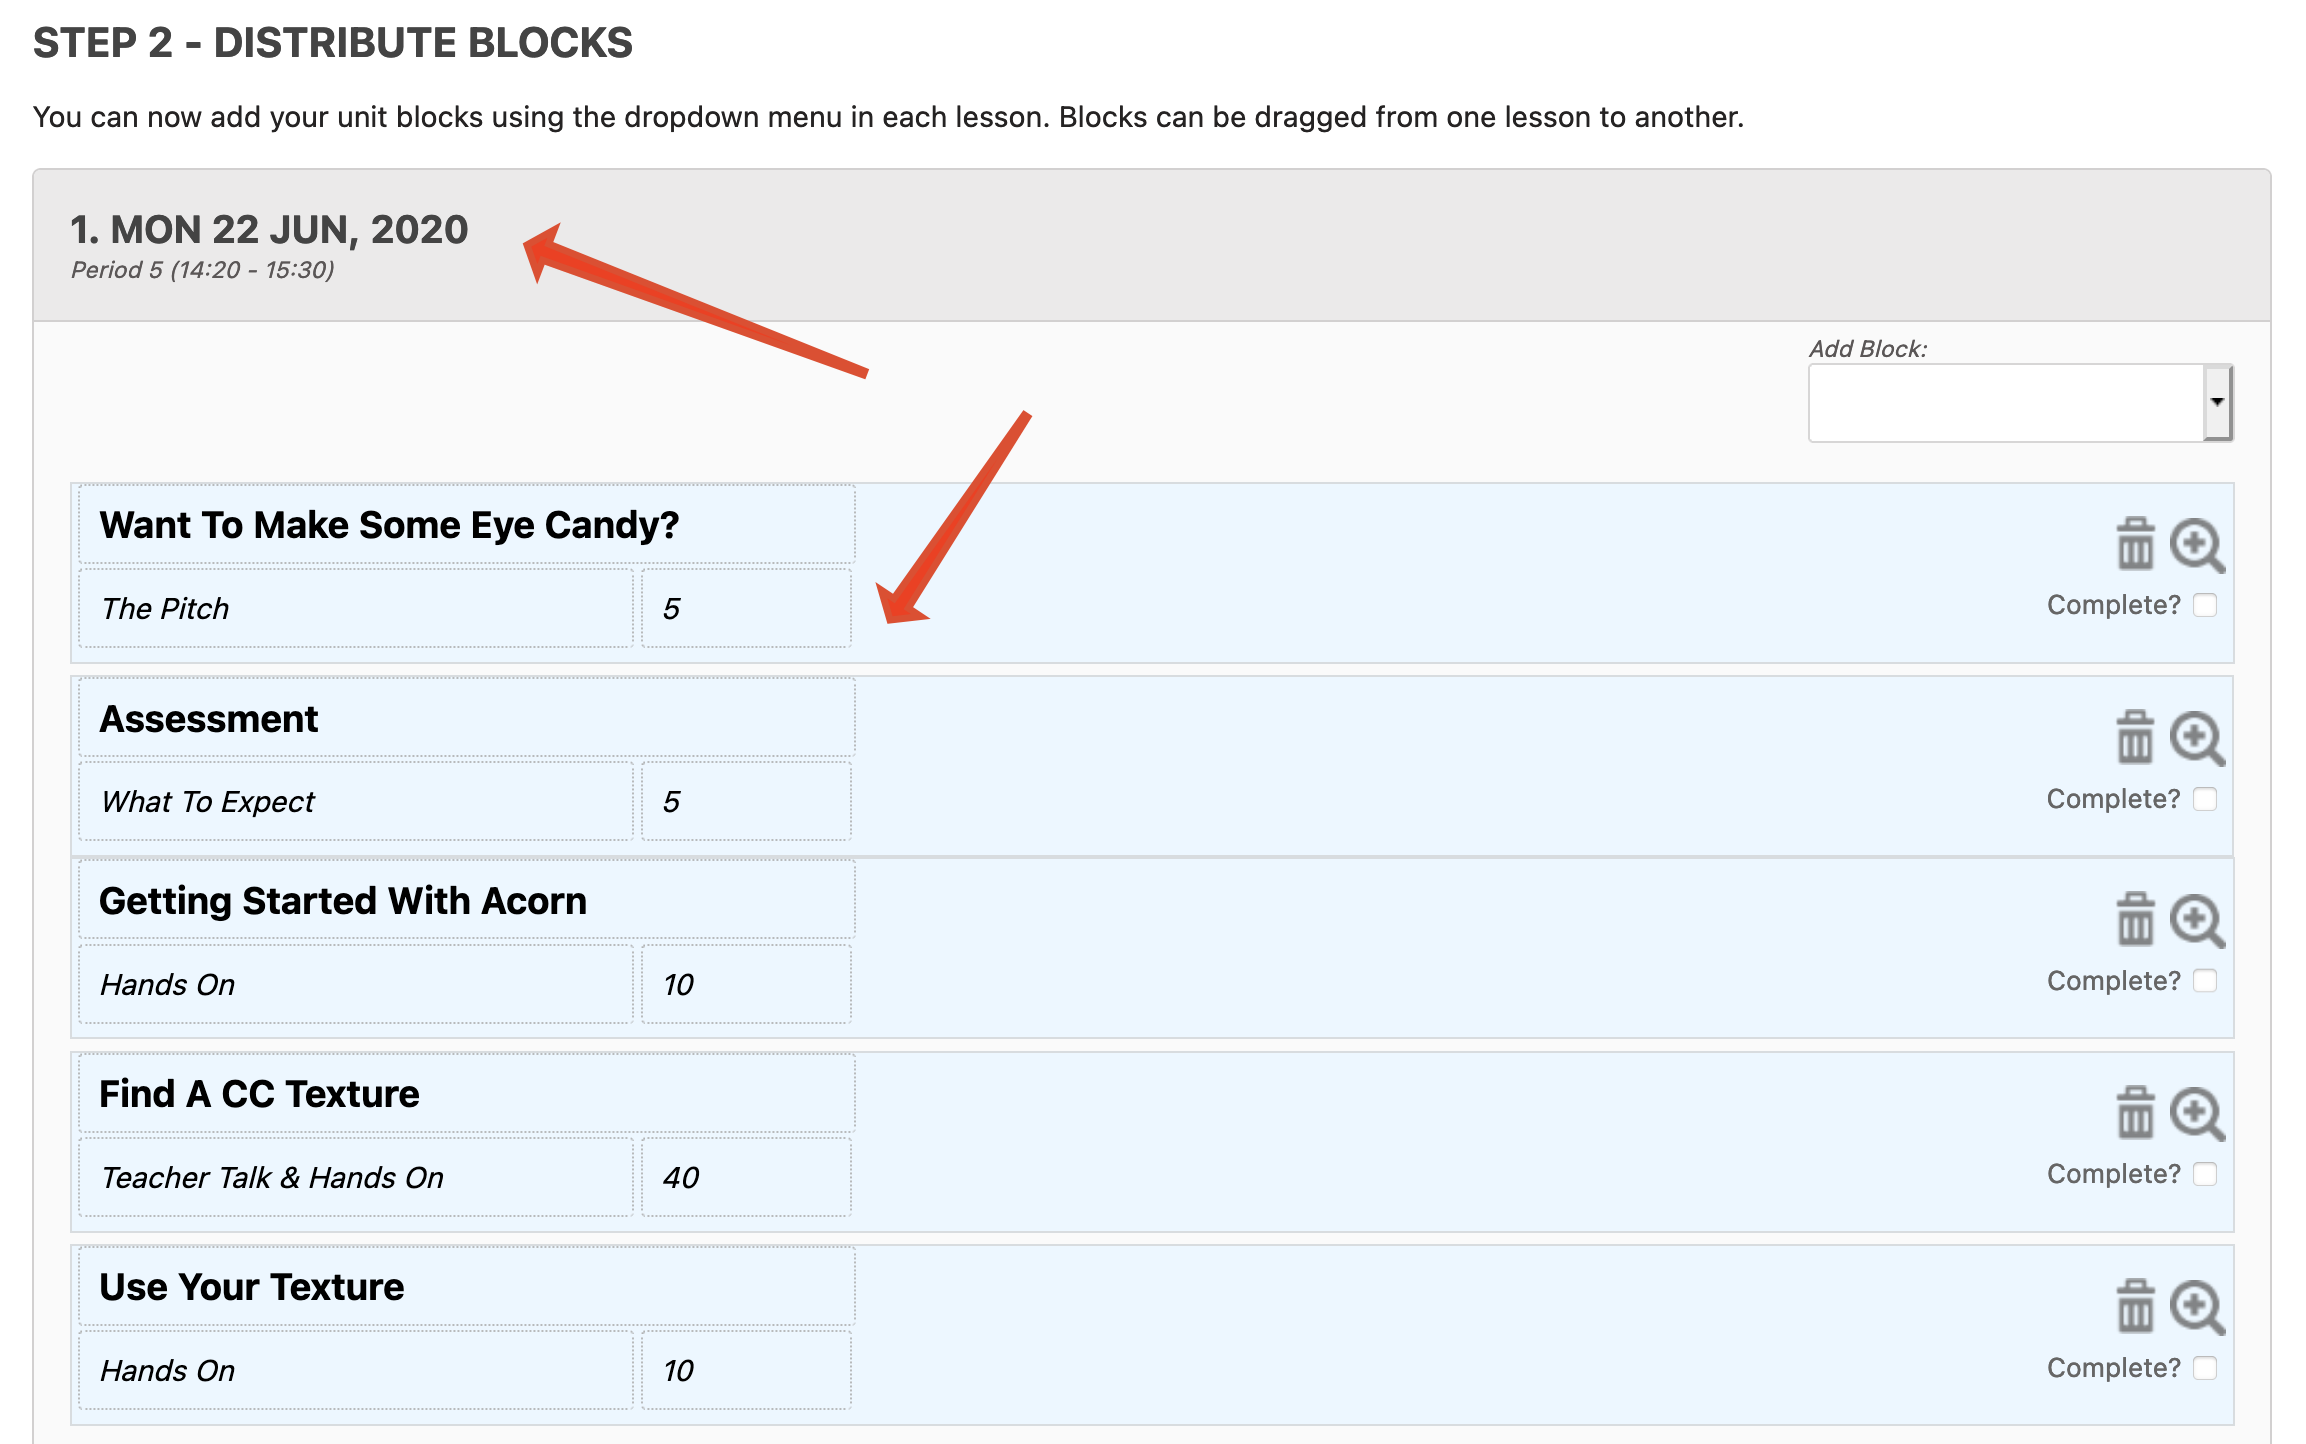 STEP 2 - DISTRIBUTE BLOCKS
You can now add your unit blocks using the dropdown menu in each lesson. Blocks can be dragged from one lesson to another.
1. MON 22 JUN, 2020
Period 5 (14:20 - 15:30)
Add Block:
Want To Make Some Eye Candy?
The Pitch 5
Complete?
Assessment
What To Expect 5
Complete?
Getting Started With Acorn
Hands On 10
Complete?
Find A CC Texture
Teacher Talk & Hands On 40
Complete?
Use Your Texture
Hands On 10
Complete?